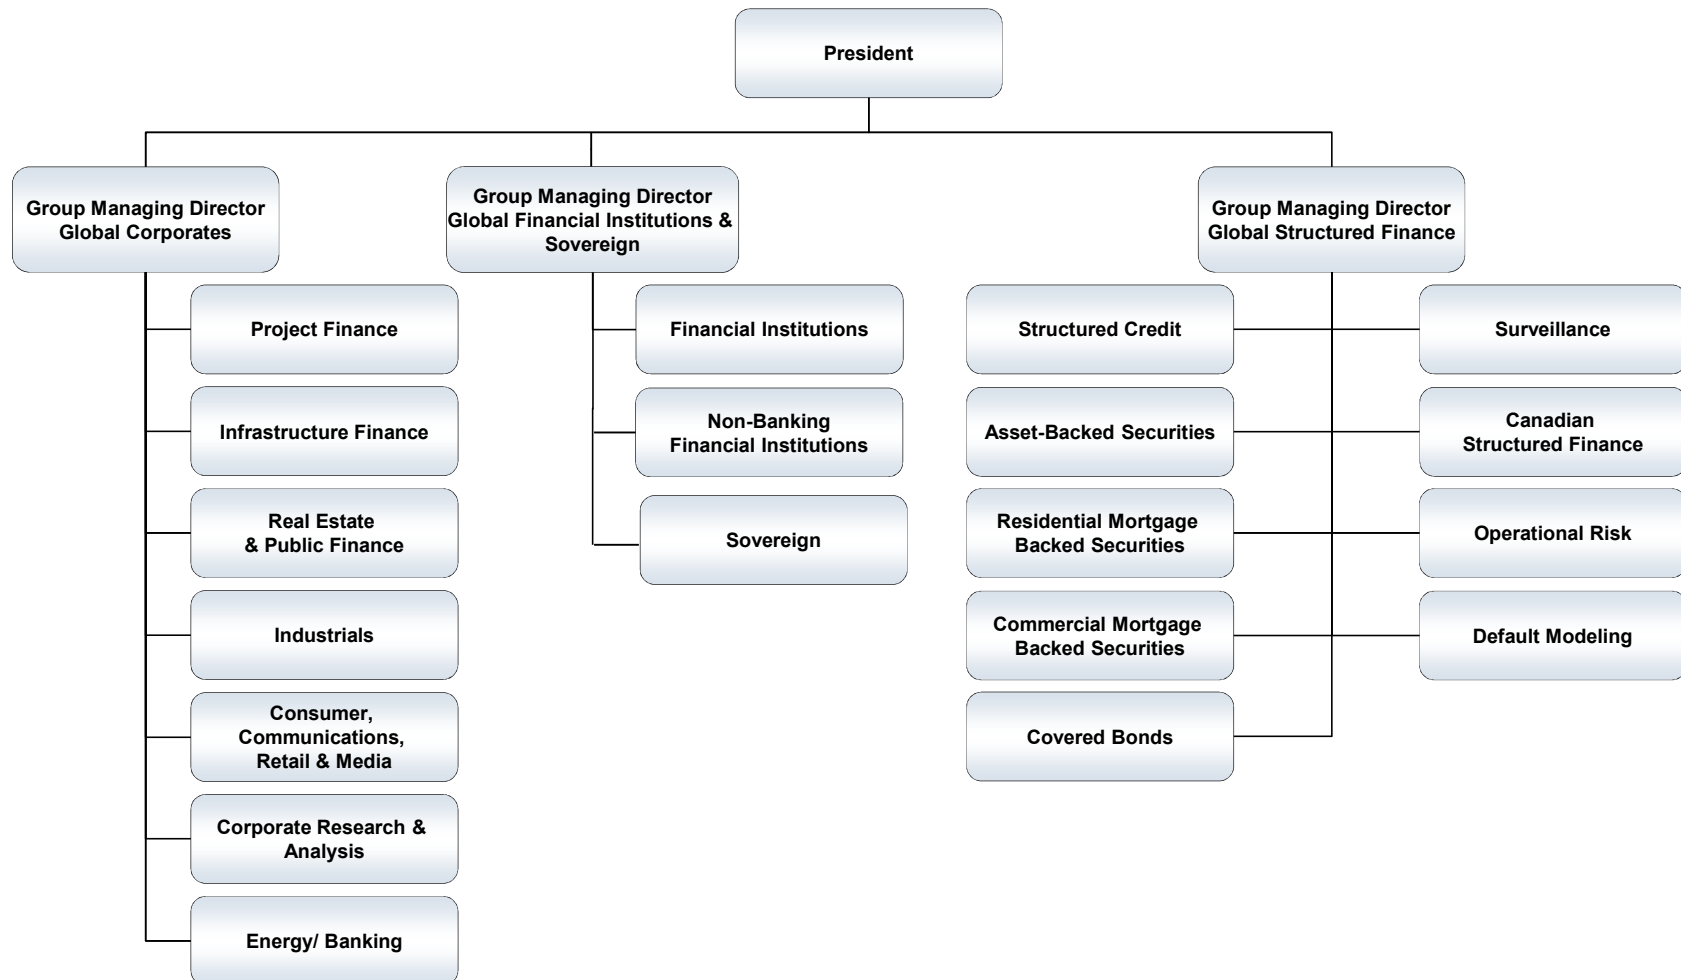 President
Group Managing Director
Global Corporates
Group Managing Director
Global Financial Institutions &
Sovereign
Group Managing Director
Global Structured Finance
Project Finance
Infrastructure Finance
Real Estate
& Public Finance
Industrials
Consumer,
Communications,
Retail & Media
Corporate Research &
Analysis
Energy/ Banking
Financial Institutions
Non-Banking
Financial Institutions
Sovereign
Structured Credit
Asset-Backed Securities
Residential Mortgage
Backed Securities
Commercial Mortgage
Backed Securities
Covered Bonds
Surveillance
Canadian
Structured Finance
Operational Risk
Default Modeling